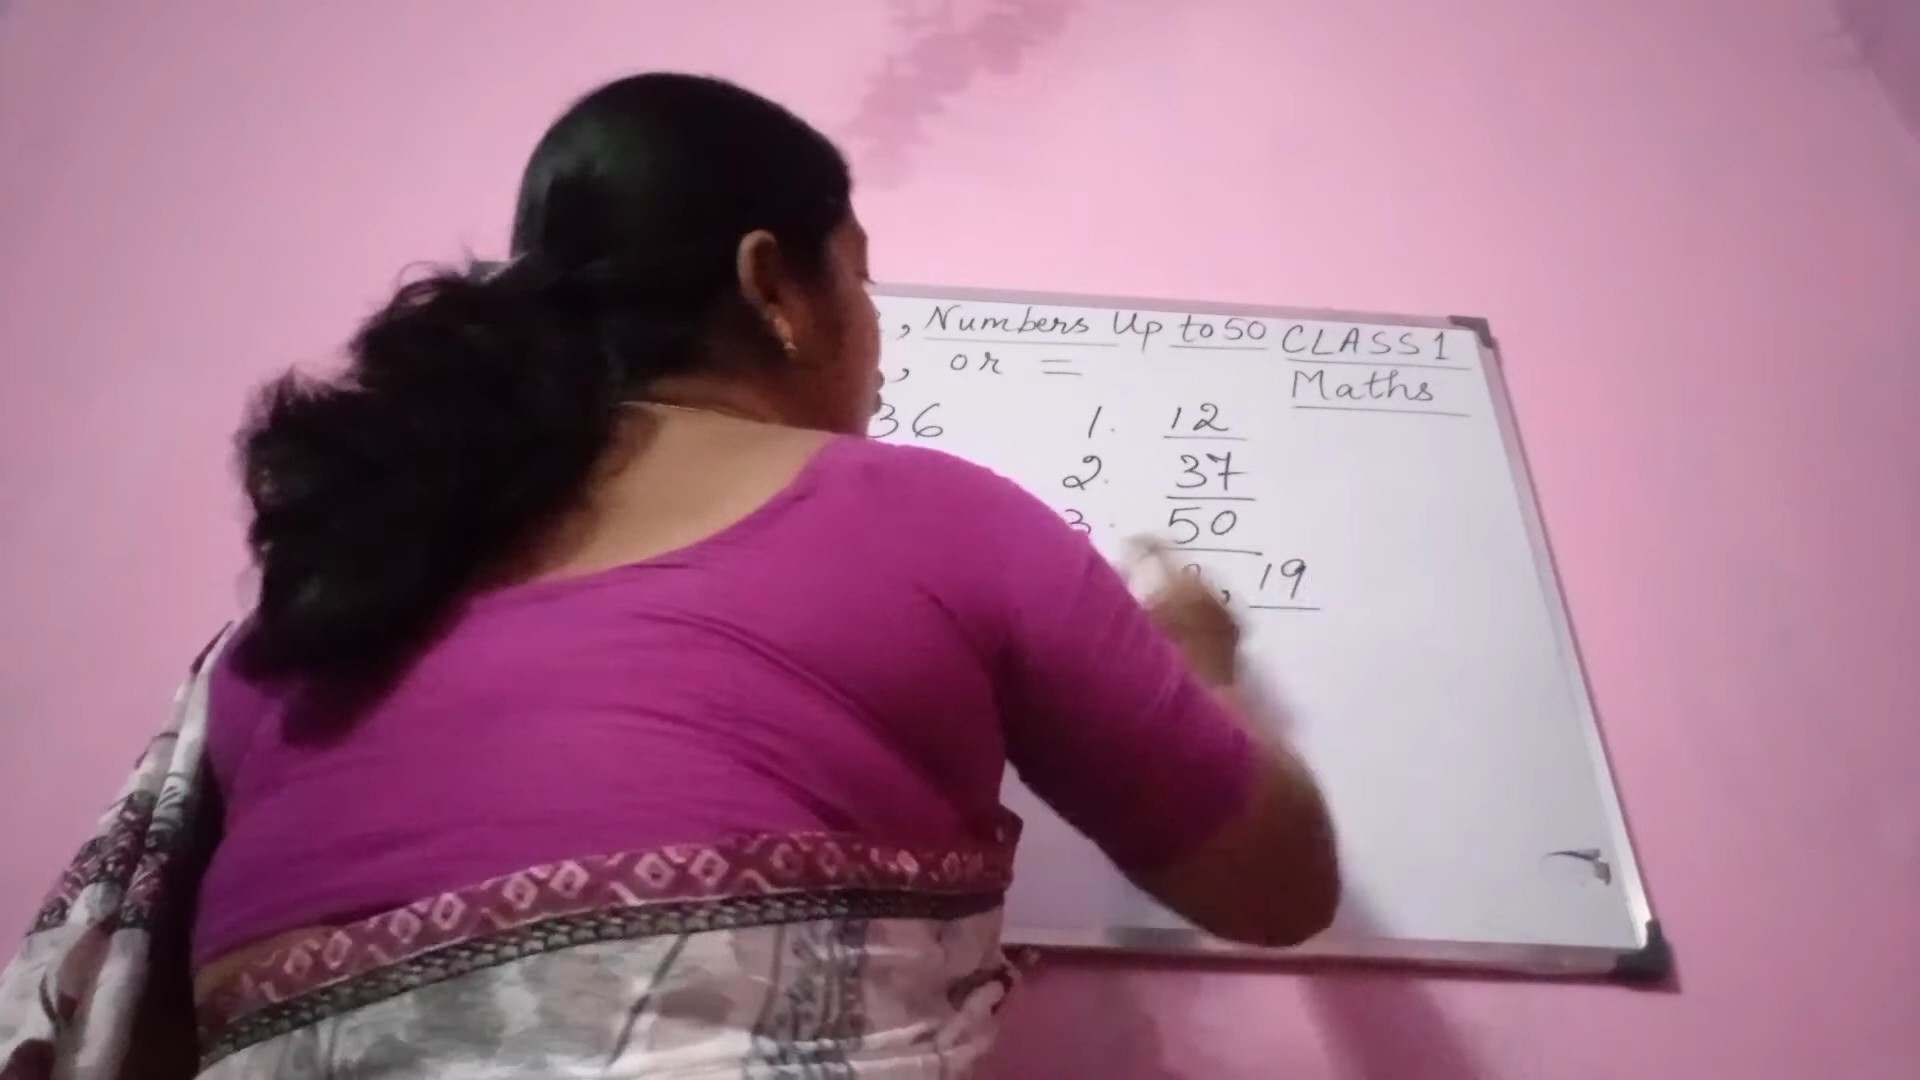 , Numbers Up to 50 CLASS 1
, or = Maths
36 1. 12
2. 37
3. 50
, 19